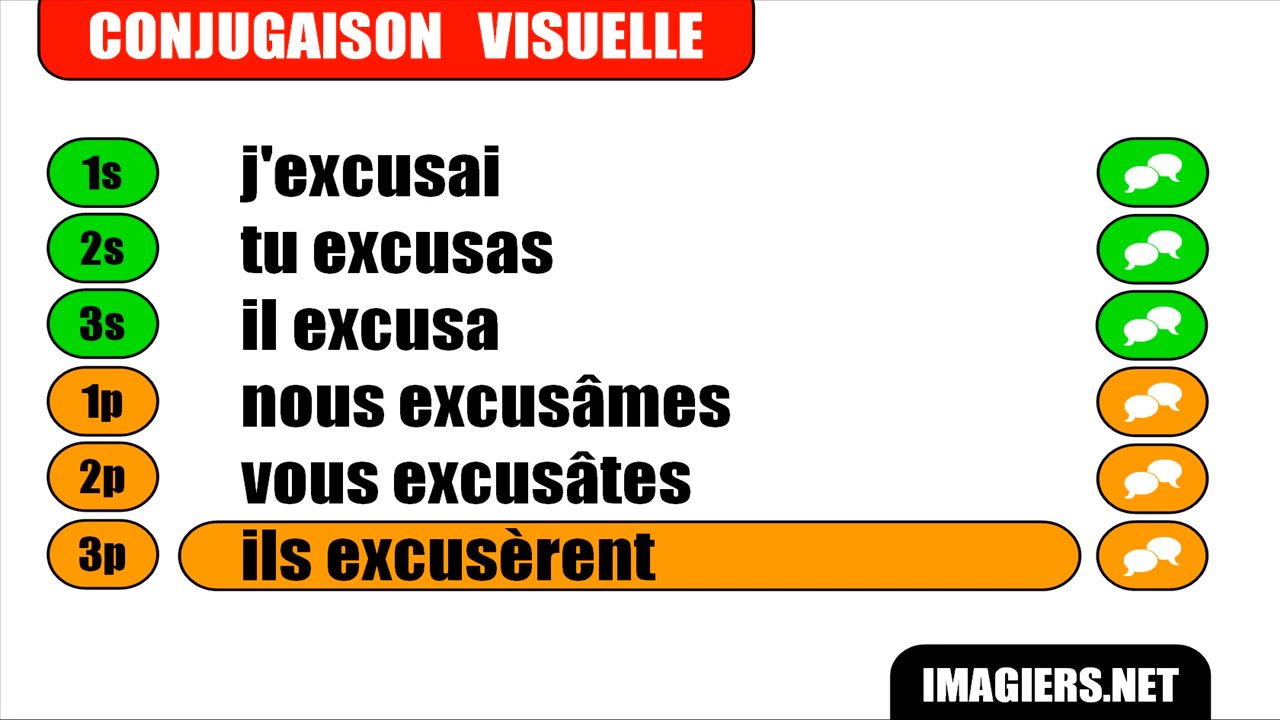 CONJUGAISON VISUELLE
1s j'excusai
2s tu excusas
3s il excusa
1p nous excusâmes
2p vous excusâtes
3p ils excusèrent
IMAGIERS.NET